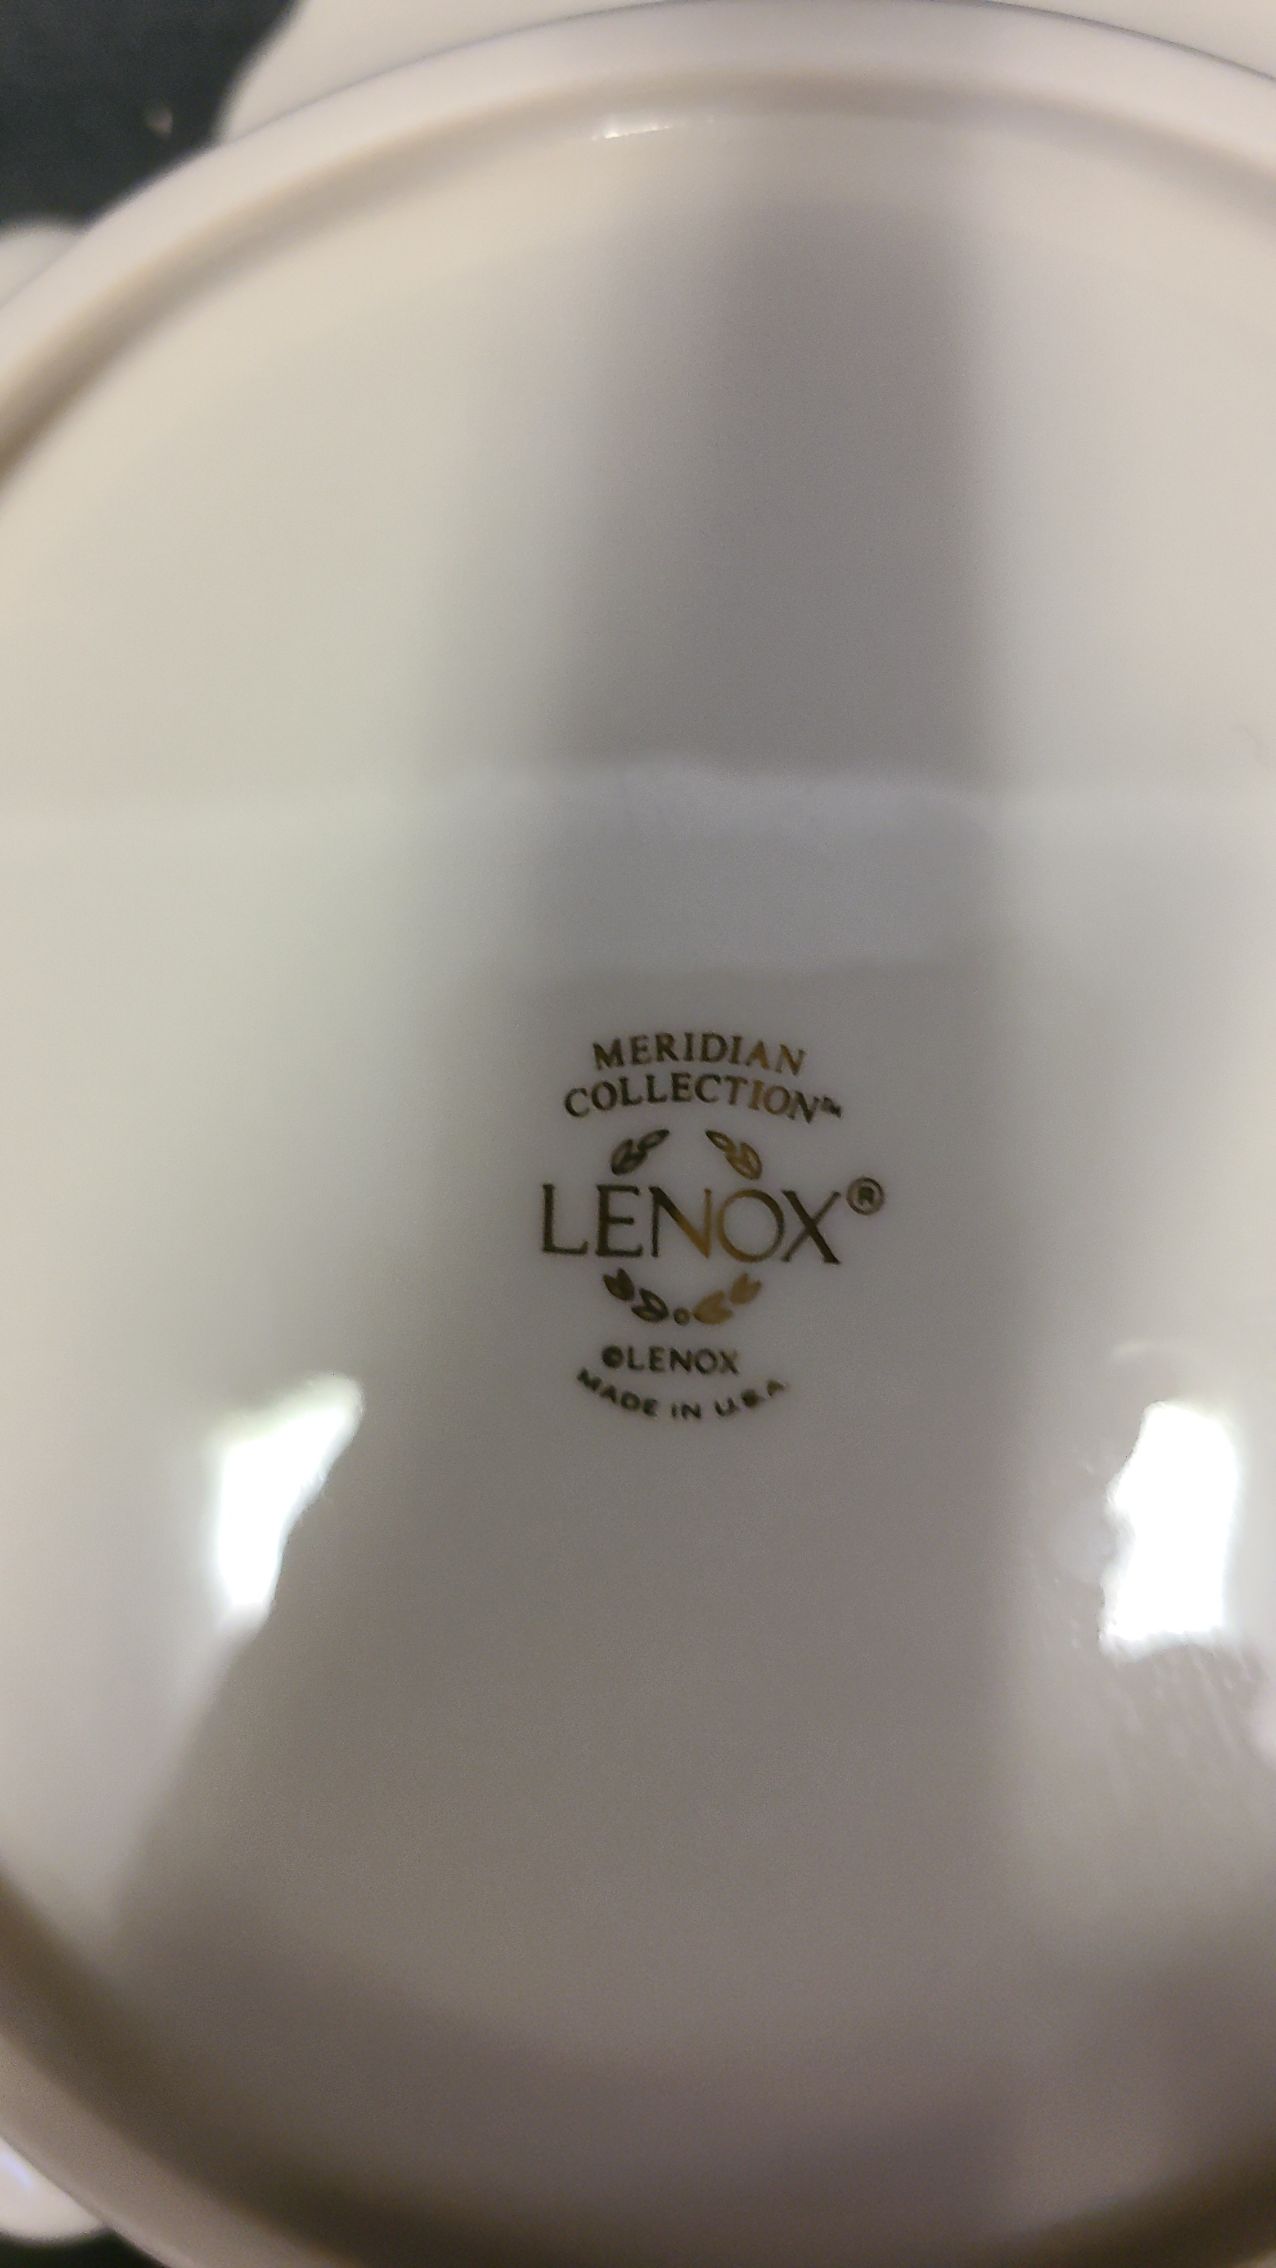 MERIDIAN
COLLECTION™
LENOX®
©LENOX
MADE IN U.S.A.